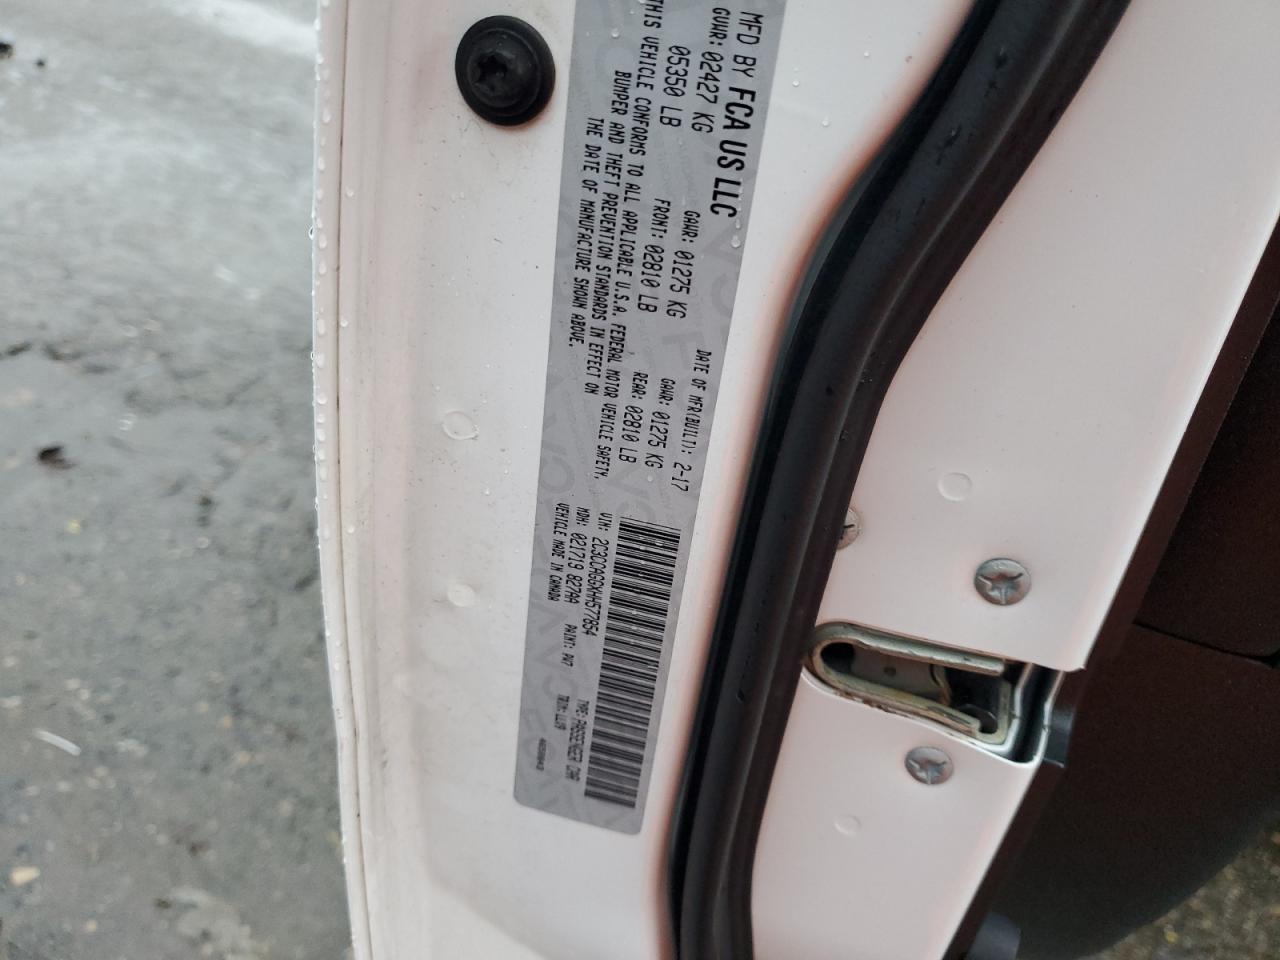 MFD BY FCA US LLC
DATE OF MFR(BUILT): 2-17
GVWR: 02427 KG
GAWR: 01275 KG
GAWR: 01275 KG
05350 LB
FRONT: 02810 LB
REAR: 02810 LB
THIS VEHICLE CONFORMS TO ALL APPLICABLE U.S.A. FEDERAL MOTOR VEHICLE SAFETY,
BUMPER AND THEFT PREVENTION STANDARDS IN EFFECT ON
THE DATE OF MANUFACTURE SHOWN ABOVE.
VIN:
TYPE: PASSENGER CAR
MDH: 021719 827AA
PAINT: PW7
VEHICLE MADE IN CANADA